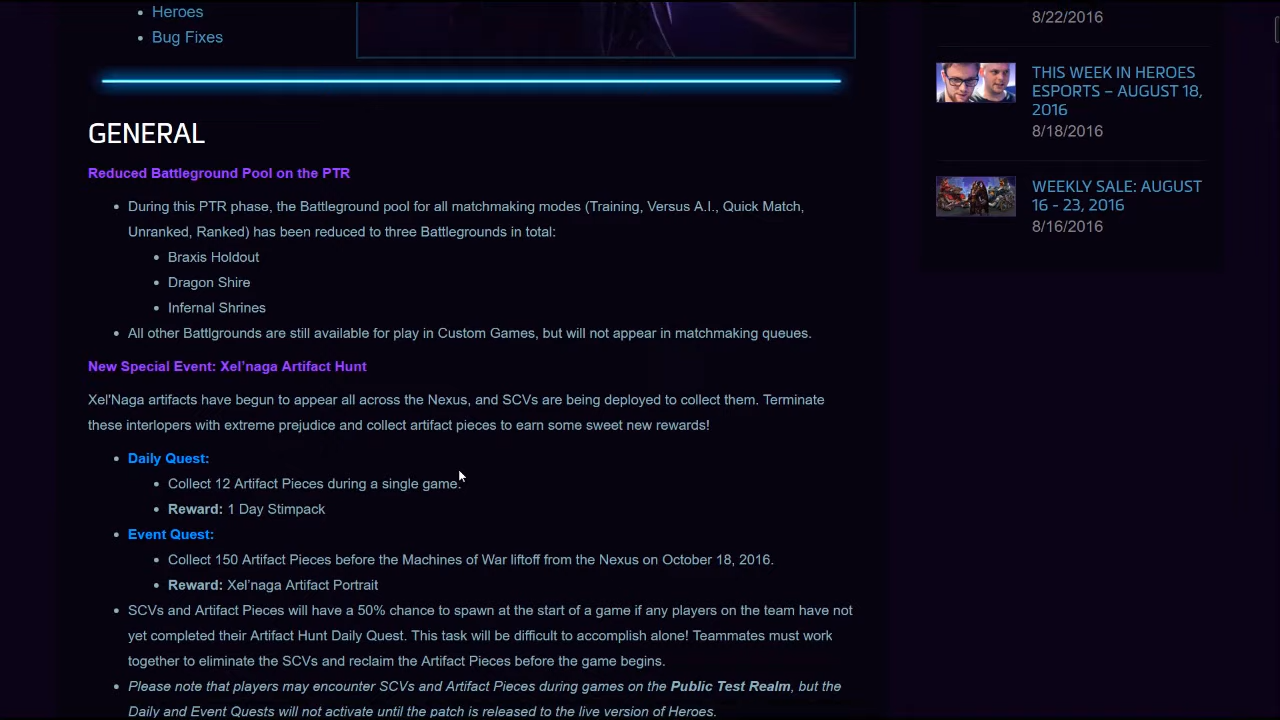 Heroes
Bug Fixes
GENERAL
Reduced Battleground Pool on the PTR
During this PTR phase, the Battleground pool for all matchmaking modes (Training, Versus A.I., Quick Match,
Unranked, Ranked) has been reduced to three Battlegrounds in total:
Braxis Holdout
Dragon Shire
Infernal Shrines
All other Battlgrounds are still available for play in Custom Games, but will not appear in matchmaking queues.
New Special Event: Xel'naga Artifact Hunt
Xel'Naga artifacts have begun to appear all across the Nexus, and SCVs are being deployed to collect them. Terminate
these interlopers with extreme prejudice and collect artifact pieces to earn some sweet new rewards!
Daily Quest:
Collect 12 Artifact Pieces during a single game.
Reward: 1 Day Stimpack
Event Quest:
Collect 150 Artifact Pieces before the Machines of War liftoff from the Nexus on October 18, 2016.
Reward: Xel'naga Artifact Portrait
SCVs and Artifact Pieces will have a 50% chance to spawn at the start of a game if any players on the team have not
yet completed their Artifact Hunt Daily Quest. This task will be difficult to accomplish alone! Teammates must work
together to eliminate the SCVs and reclaim the Artifact Pieces before the game begins.
Please note that players may encounter SCVs and Artifact Pieces during games on the Public Test Realm, but the
Daily and Event Quests will not activate until the patch is released to the live version of Heroes.
8/22/2016
THIS WEEK IN HEROES
ESPORTS – AUGUST 18,
2016
8/18/2016
WEEKLY SALE: AUGUST
16 - 23, 2016
8/16/2016